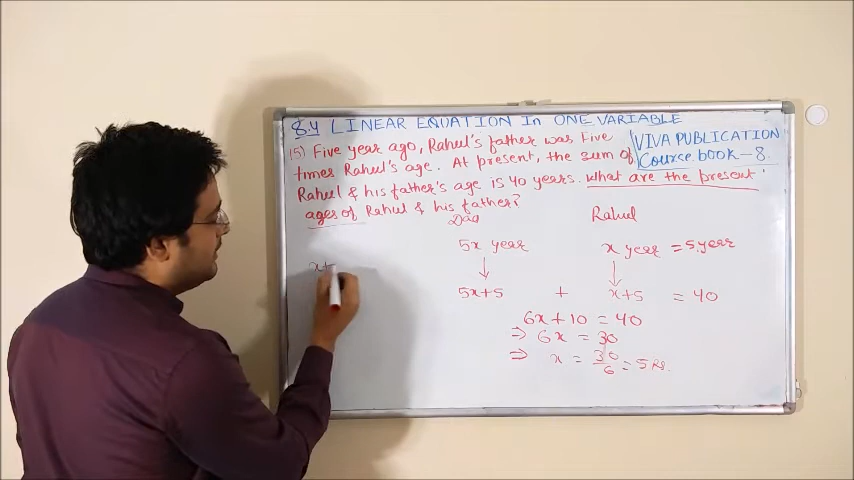 8.4 LINEAR EQUATION IN ONE VARIABLE
VIVA PUBLICATION
Course book - 8.
15) Five year ago, Rahul's father was Five
times Rahul's age. At present, the sum of
Rahul & his father's age is 40 years. what are the present
ages of Rahul & his father?
Dad Rahul
5x year x year = 5 year
x+
5x+5 + x+5 = 40
6x+10 = 40
⇒ 6x = 30
⇒ x = 30/6 = 5 Rs.